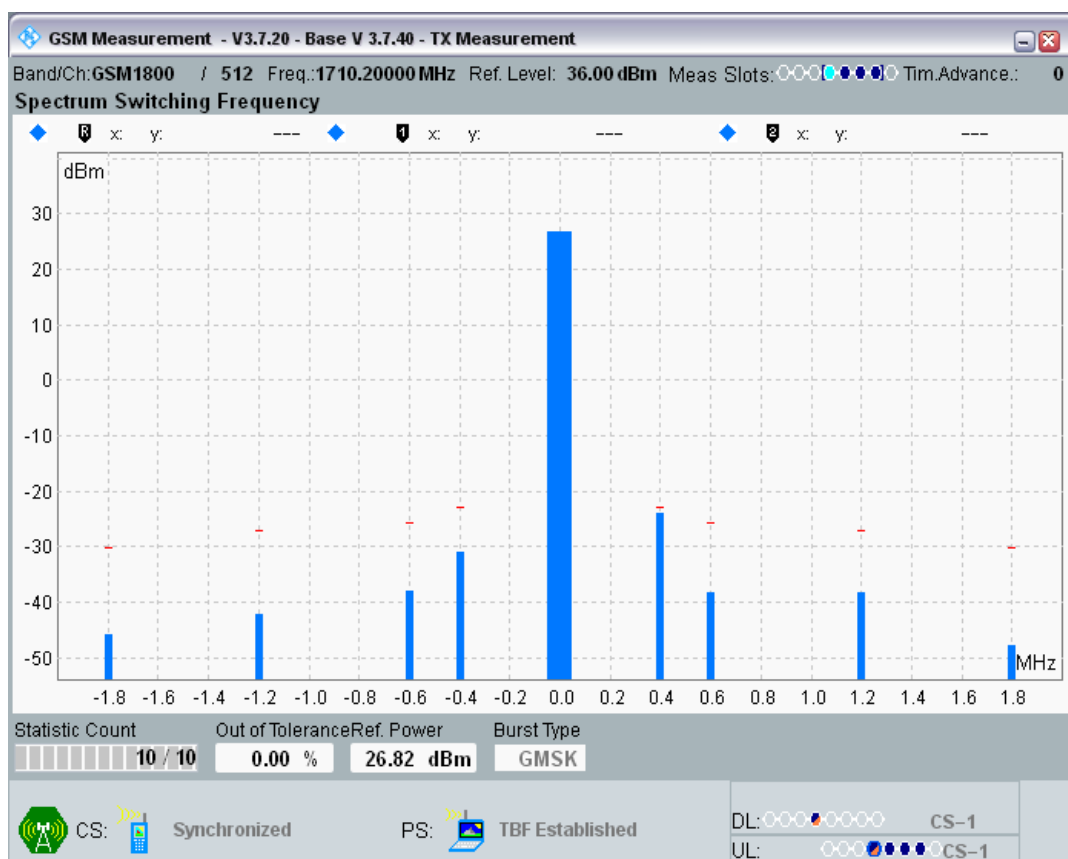 GSM Measurement - V3.7.20 - Base V 3.7.40 - TX Measurement
Band/Ch:GSM1800 / 512 Freq.:1710.20000 MHz Ref. Level: 36.00 dBm Meas Slots: Tim.Advance.: 0
Spectrum Switching Frequency
R x: y: --- 1 x: y: --- 2 x: y: ---
dBm
30
20
10
0
-10
-20
-30
-40
-50
MHz
-1.8 -1.6 -1.4 -1.2 -1.0 -0.8 -0.6 -0.4 -0.2 0.0 0.2 0.4 0.6 0.8 1.0 1.2 1.4 1.6 1.8
Statistic Count Out of Tolerance Ref. Power Burst Type
10 / 10 0.00 % 26.82 dBm GMSK
CS: Synchronized PS: TBF Established DL: CS-1
UL: CS-1